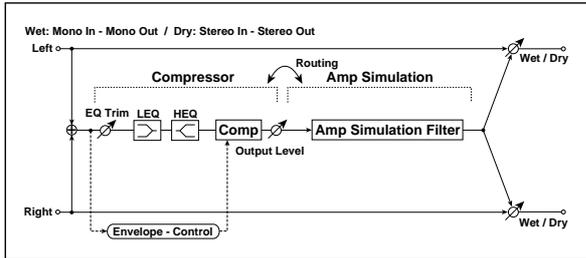 Wet: Mono In - Mono Out / Dry: Stereo In - Stereo Out
Left
Wet / Dry
Routing
Compressor
Amp Simulation
EQ Trim
LEQ
HEQ
Comp
Output Level
Amp Simulation Filter
Right
Wet / Dry
Envelope - Control